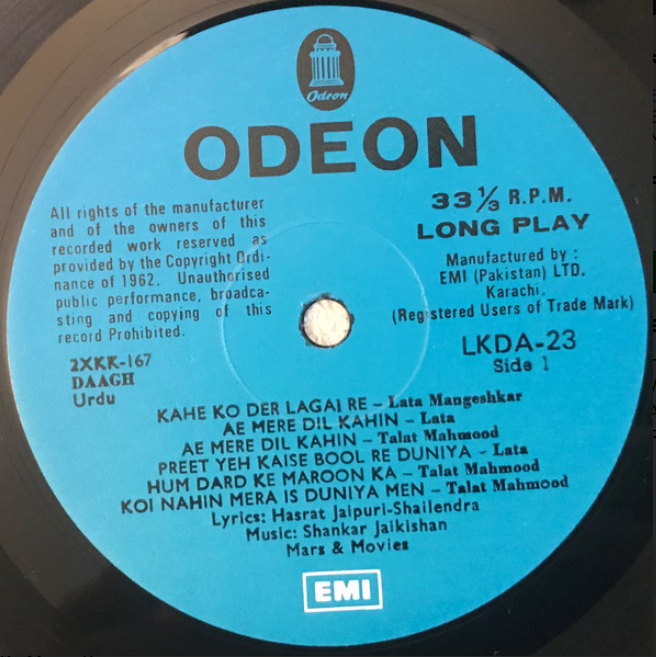 Odeon
ODEON
All rights of the manufacturer
and of the owners of this
recorded work reserved as
provided by the Copyright Ordi-
nance of 1962. Unauthorised
public performance, broadca-
sting and copying of this
record Prohibited.
33⅓ R.P.M.
LONG PLAY
Manufactured by :
EMI (Pakistan) LTD.
Karachi.
(Registered Users of Trade Mark)
2XKK-167
DAAGH
Urdu
LKDA-23
Side 1
KAHE KO DER LAGAI RE – Lata Mangeshkar
AE MERE DIL KAHIN – Lata
AE MERE DIL KAHIN – Talat Mahmood
PREET YEH KAISE BOOL RE DUNIYA – Lata
HUM DARD KE MAROON KA – Talat Mahmood
KOI NAHIN MERA IS DUNIYA MEN – Talat Mahmood
Lyrics: Hasrat Jaipuri-Shailendra
Music: Shankar Jaikishan
Mars & Movies
EMI